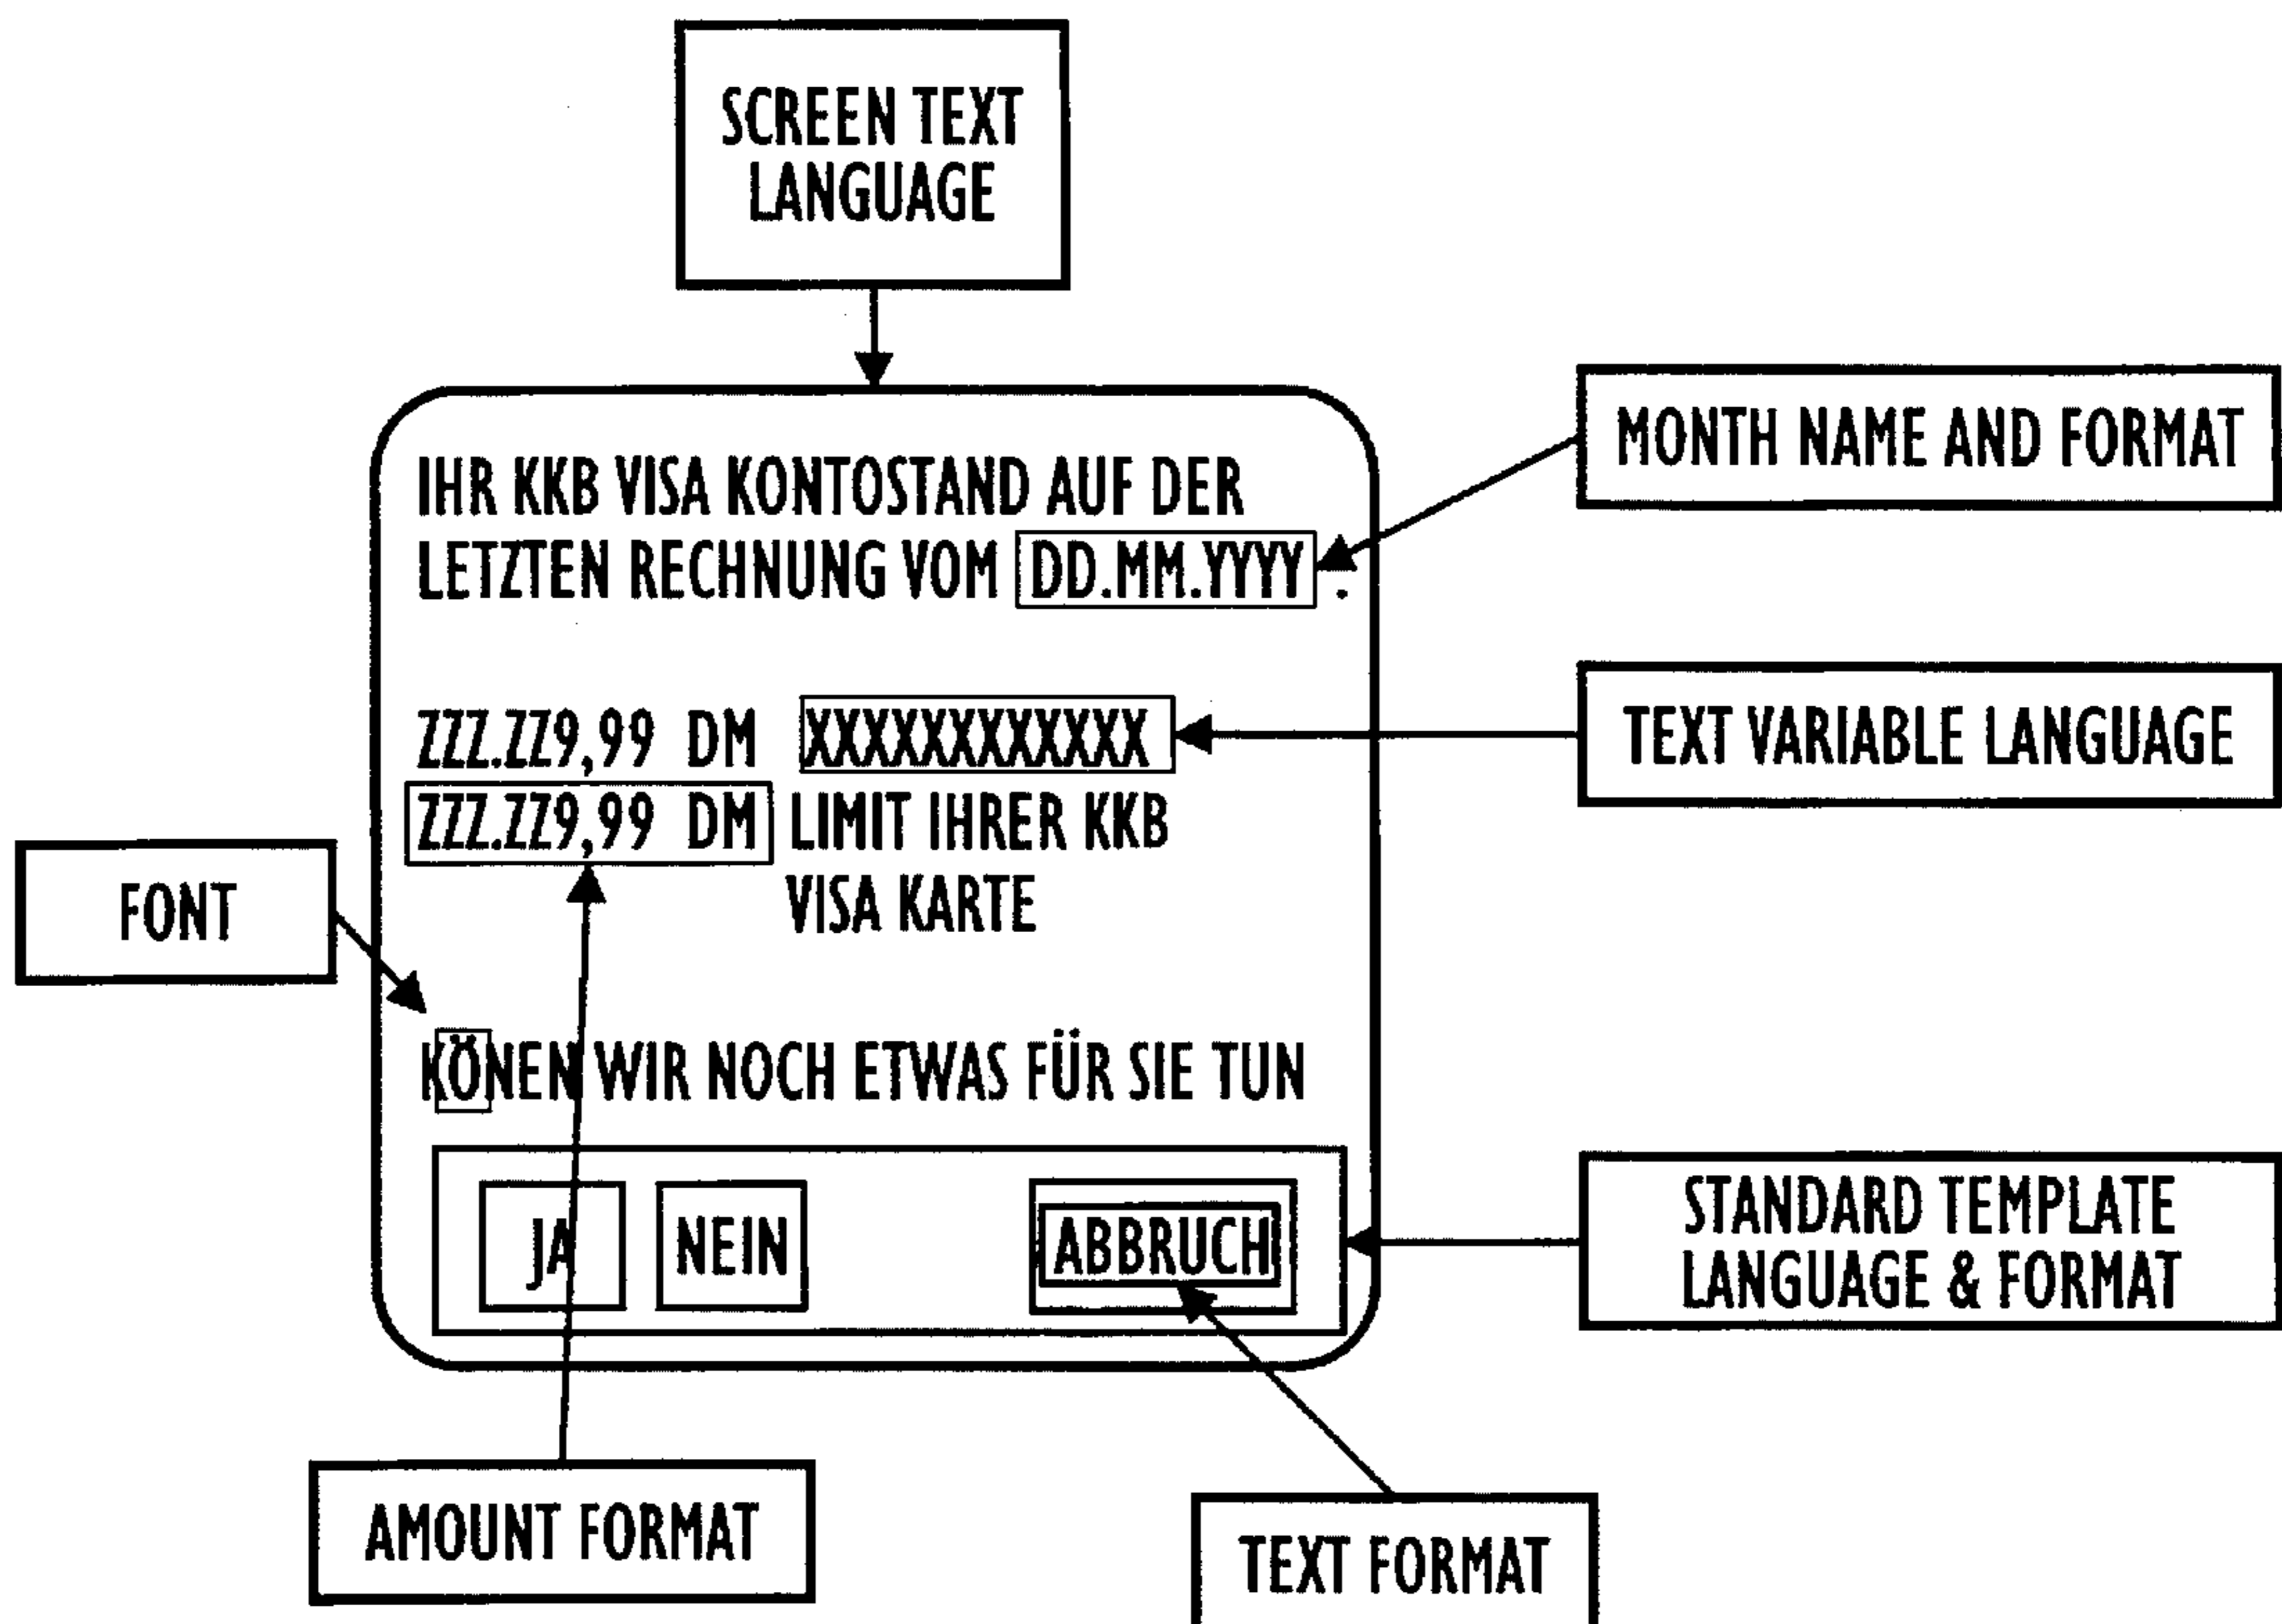 SCREEN TEXT
LANGUAGE
MONTH NAME AND FORMAT
IHR KKB VISA KONTOSTAND AUF DER
LETZTEN RECHNUNG VOM DD.MM.YYYY .
TEXT VARIABLE LANGUAGE
ZZZ.ZZ9,99 DM XXXXXXXXXXXX
ZZZ.ZZ9,99 DM LIMIT IHRER KKB
VISA KARTE
FONT
KÖNEN WIR NOCH ETWAS FÜR SIE TUN
STANDARD TEMPLATE
LANGUAGE & FORMAT
JA NEIN ABBRUCH
AMOUNT FORMAT
TEXT FORMAT